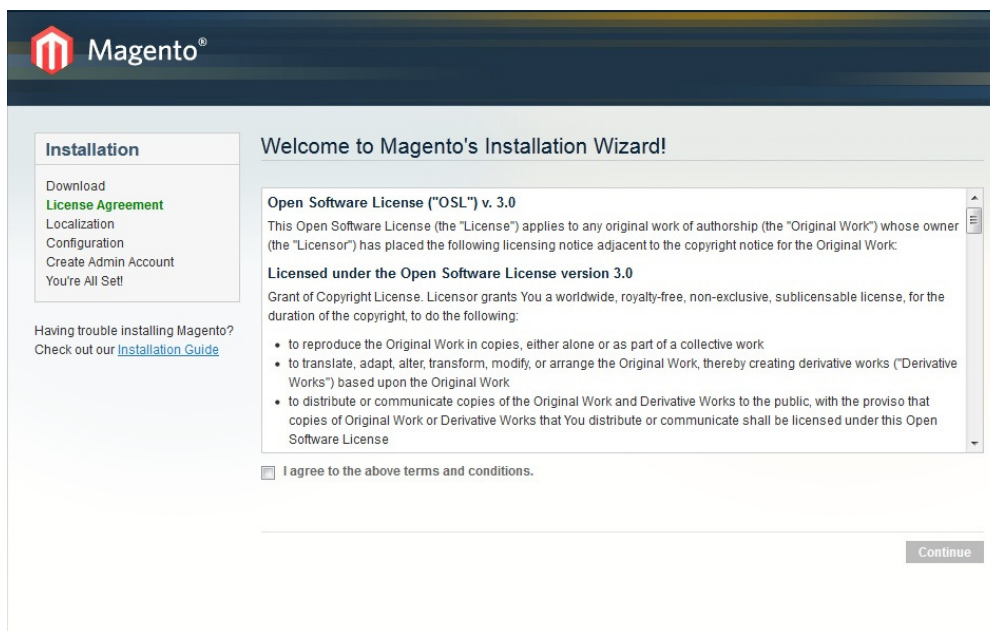 Magento®
Installation
Download
License Agreement
Localization
Configuration
Create Admin Account
You're All Set!
Having trouble installing Magento?
Check out our Installation Guide
Welcome to Magento's Installation Wizard!
Open Software License ("OSL") v. 3.0
This Open Software License (the "License") applies to any original work of authorship (the "Original Work") whose owner
(the "Licensor") has placed the following licensing notice adjacent to the copyright notice for the Original Work:
Licensed under the Open Software License version 3.0
Grant of Copyright License. Licensor grants You a worldwide, royalty-free, non-exclusive, sublicensable license, for the
duration of the copyright, to do the following:
• to reproduce the Original Work in copies, either alone or as part of a collective work
• to translate, adapt, alter, transform, modify, or arrange the Original Work, thereby creating derivative works ("Derivative
Works") based upon the Original Work
• to distribute or communicate copies of the Original Work and Derivative Works to the public, with the proviso that
copies of Original Work or Derivative Works that You distribute or communicate shall be licensed under this Open
Software License
I agree to the above terms and conditions.
Continue